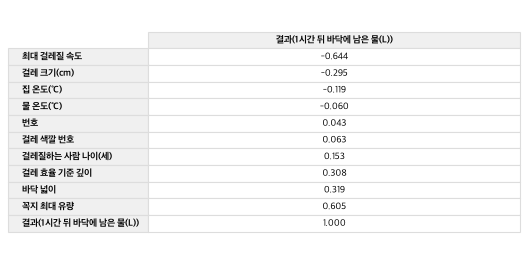 결과(1시간 뒤 바닥에 남은 물(L))
최대 걸레질 속도 -0.644
걸레 크기(cm) -0.295
집 온도(℃) -0.119
물 온도(℃) -0.060
번호 0.043
걸레 색깔 번호 0.063
걸레질하는 사람 나이(세) 0.153
걸레 효율 기준 깊이 0.308
바닥 넓이 0.319
꼭지 최대 유량 0.605
결과(1시간 뒤 바닥에 남은 물(L)) 1.000